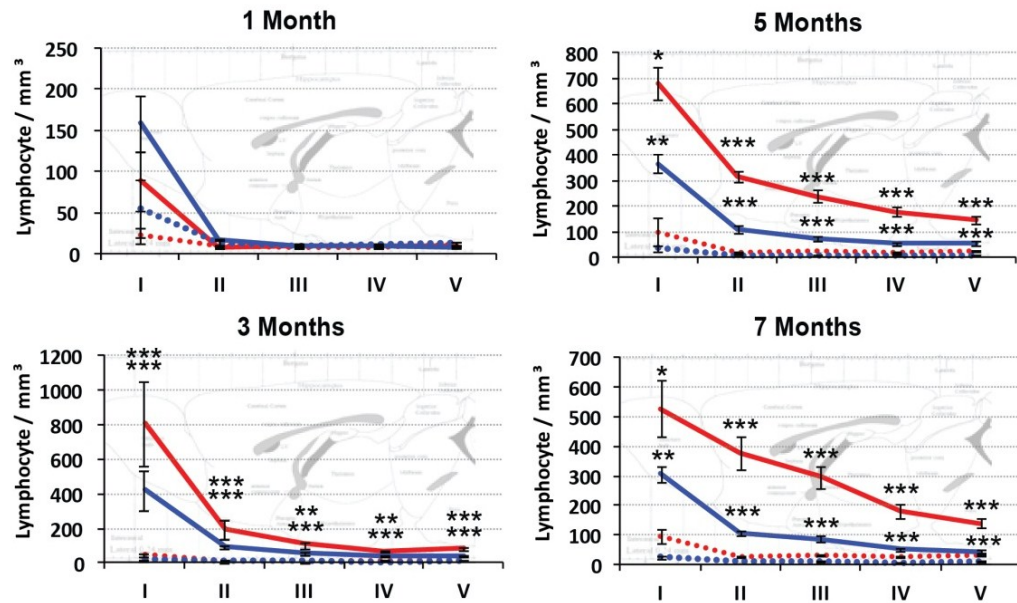 1 Month
Lymphocyte / mm³
250
200
150
100
50
0
I II III IV V
5 Months
Lymphocyte / mm³
800
700
600
500
400
300
200
100
0
* ** *** *** *** *** *** *** *** ***
I II III IV V
3 Months
Lymphocyte / mm³
1200
1000
800
600
400
200
0
*** *** ** ** ***
*** *** *** *** ***
I II III IV V
7 Months
Lymphocyte / mm³
700
600
500
400
300
200
100
0
* ** *** *** *** *** *** *** *** ***
I II III IV V